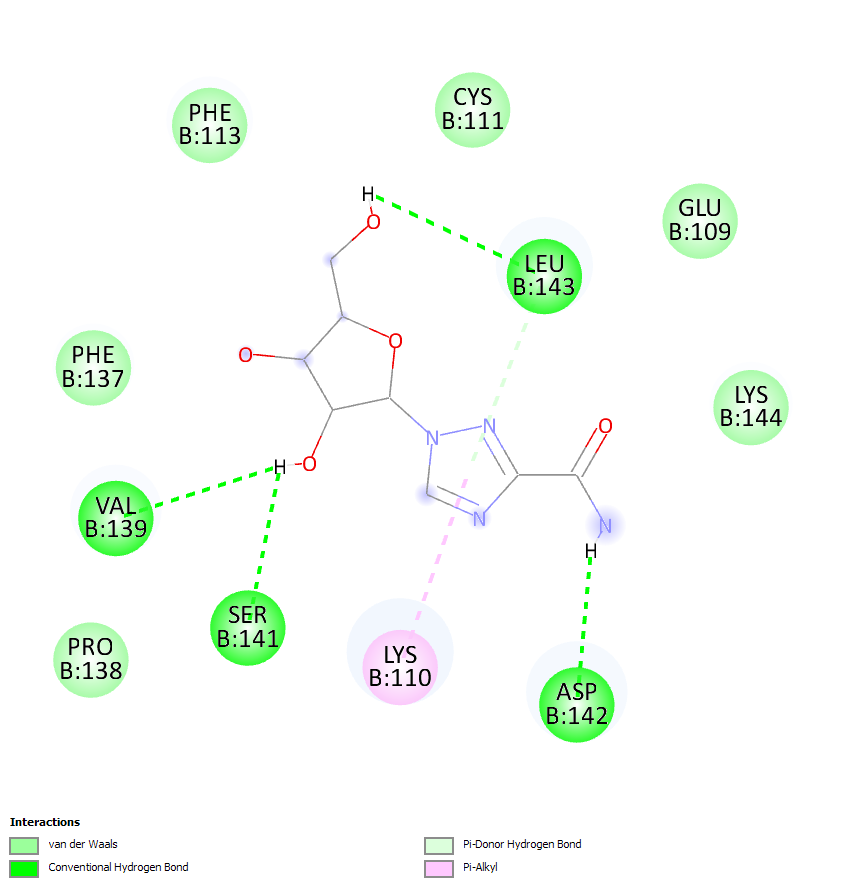 CYS
B:111
PHE
B:113
H
O
GLU
B:109
LEU
B:143
O
O
PHE
B:137
LYS
B:144
N
N
O
H
O
VAL
B:139
N
N
H
SER
B:141
PRO
B:138
LYS
B:110
ASP
B:142
Interactions
van der Waals
Conventional Hydrogen Bond
Pi-Donor Hydrogen Bond
Pi-Alkyl